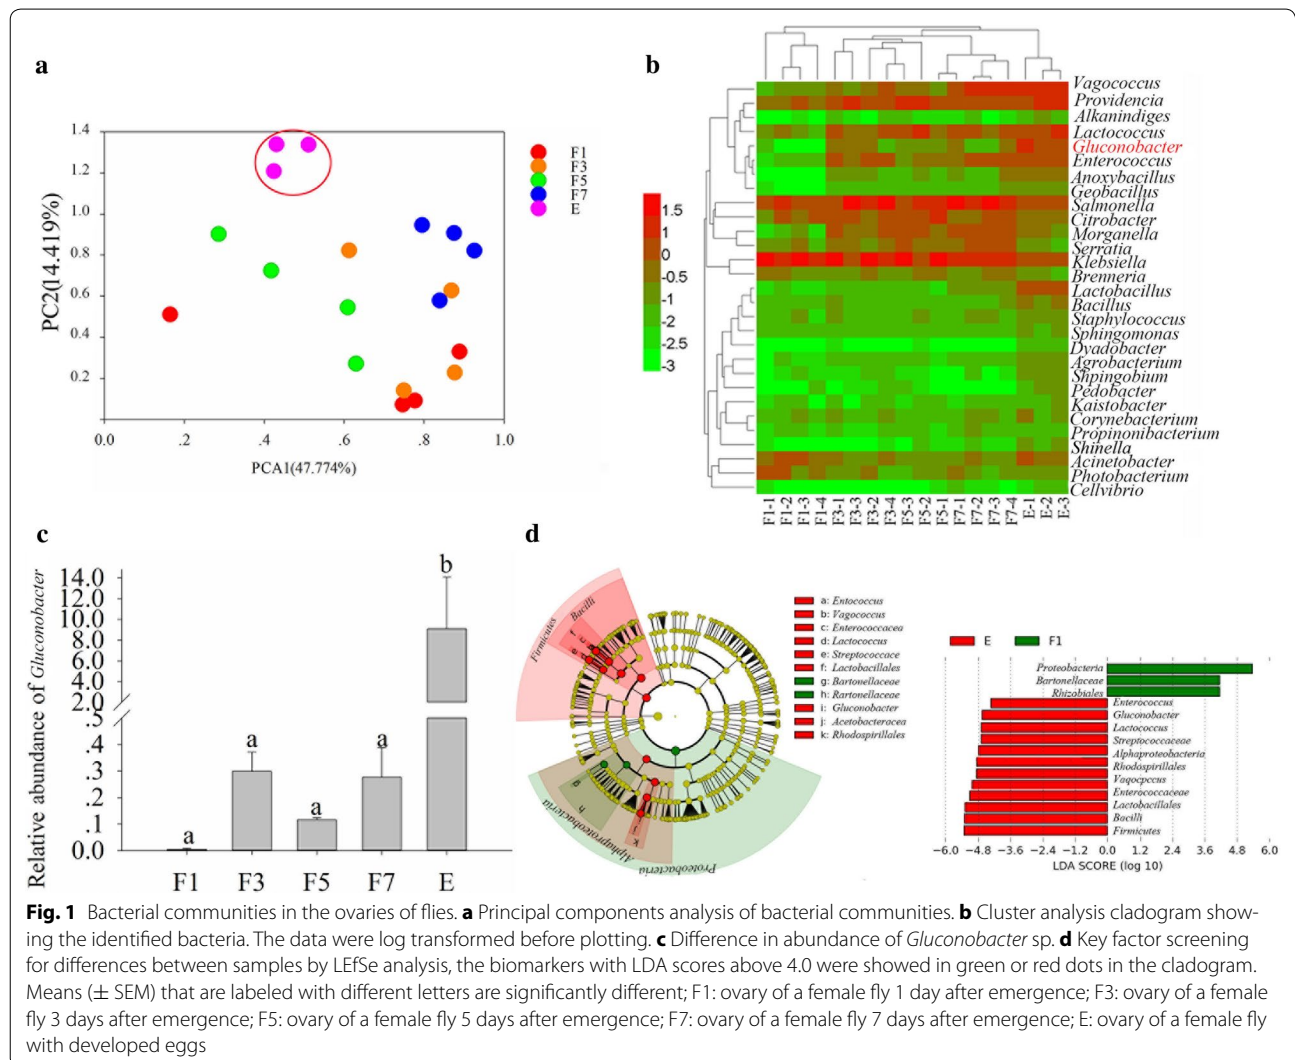 a
1.4
1.2
1.0
0.8
0.6
0.4
0.2
PC2(14.419%)
0.0
.2
.4
.6
.8
1.0
PCA1(47.774%)
F1
F3
F5
F7
E
b
1.5
1
0
-0.5
-1
-2
-2.5
-3
Vagococcus
Providencia
Alkanindiges
Lactococcus
Gluconobacter
Enterococcus
Anoxybacillus
Geobacillus
Salmonella
Citrobacter
Morganella
Serratia
Klebsiella
Brenneria
Lactobacillus
Bacillus
Staphylococcus
Sphingomonas
Dyadobacter
Agrobacterium
Shpingobium
Pedobacter
Kaistobacter
Corynebacterium
Propinonibacterium
Shinella
Acinetobacter
Photobacterium
Cellvibrio
F1-1
F1-2
F1-3
F1-4
F3-1
F3-3
F3-2
F3-4
F5-3
F5-2
F5-1
F7-1
F7-2
F7-3
F7-4
E-1
E-2
E-3
c
Relative abundance of Gluconobacter
14.0
12.0
10.0
8.0
6.0
4.0
2.0
.5
.4
.3
.2
.1
0.0
a
a
a
a
b
F1
F3
F5
F7
E
d
Firmicutes
Bacilli
g
h
j
k
Alphaproteobacteria
Proteobacteria
a: Entococcus
b: Vagococcus
c: Enterococcacea
d: Lactococcus
e: Streptococcace
f: Lactobacillales
g: Bartonellaceae
h: Rartonellaceae
i: Gluconobacter
j: Acetobacteracea
k: Rhodospirillales
E
F1
Proteobacteria
Bartonellaceae
Rhizobiales
Enterococcus
Gluconobacter
Lactococcus
Streptococcaceae
Alphaproteobacteria
Rhodospirillales
Vagocpccus
Enterococcaceae
Lactobacillales
Bacilli
Firmicutes
−6.0 −4.8 −3.6 −2.4 −1.2 0.0 1.2 2.4 3.6 4.8 6.0
LDA SCORE (log 10)
Fig. 1 Bacterial communities in the ovaries of flies. a Principal components analysis of bacterial communities. b Cluster analysis cladogram show-
ing the identified bacteria. The data were log transformed before plotting. c Difference in abundance of Gluconobacter sp. d Key factor screening
for differences between samples by LEfSe analysis, the biomarkers with LDA scores above 4.0 were showed in green or red dots in the cladogram.
Means (± SEM) that are labeled with different letters are significantly different; F1: ovary of a female fly 1 day after emergence; F3: ovary of a female
fly 3 days after emergence; F5: ovary of a female fly 5 days after emergence; F7: ovary of a female fly 7 days after emergence; E: ovary of a female fly
with developed eggs